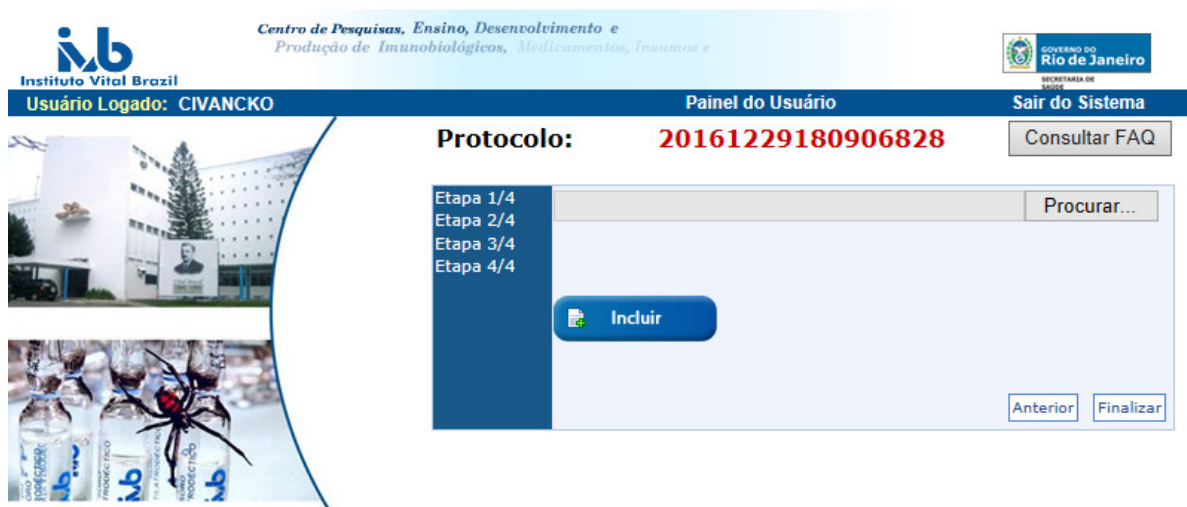 Centro de Pesquisas, Ensino, Desenvolvimento e
Produção de Imunobiológicos, Medicamentos, Insumos e
ivb
Instituto Vital Brazil
GOVERNO DO
Rio de Janeiro
SECRETARIA DE
SAÚDE
Usuário Logado: CIVANCKO
Painel do Usuário
Sair do Sistema
Protocolo:
20161229180906828
Consultar FAQ
Etapa 1/4
Etapa 2/4
Etapa 3/4
Etapa 4/4
Procurar...
Incluir
Anterior
Finalizar